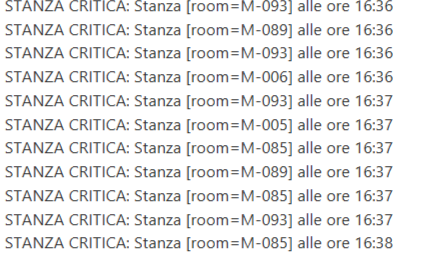 STANZA CRITICA: Stanza [room=M-093] alle ore 16:36
STANZA CRITICA: Stanza [room=M-089] alle ore 16:36
STANZA CRITICA: Stanza [room=M-093] alle ore 16:36
STANZA CRITICA: Stanza [room=M-006] alle ore 16:36
STANZA CRITICA: Stanza [room=M-093] alle ore 16:37
STANZA CRITICA: Stanza [room=M-005] alle ore 16:37
STANZA CRITICA: Stanza [room=M-085] alle ore 16:37
STANZA CRITICA: Stanza [room=M-089] alle ore 16:37
STANZA CRITICA: Stanza [room=M-085] alle ore 16:37
STANZA CRITICA: Stanza [room=M-093] alle ore 16:37
STANZA CRITICA: Stanza [room=M-085] alle ore 16:38